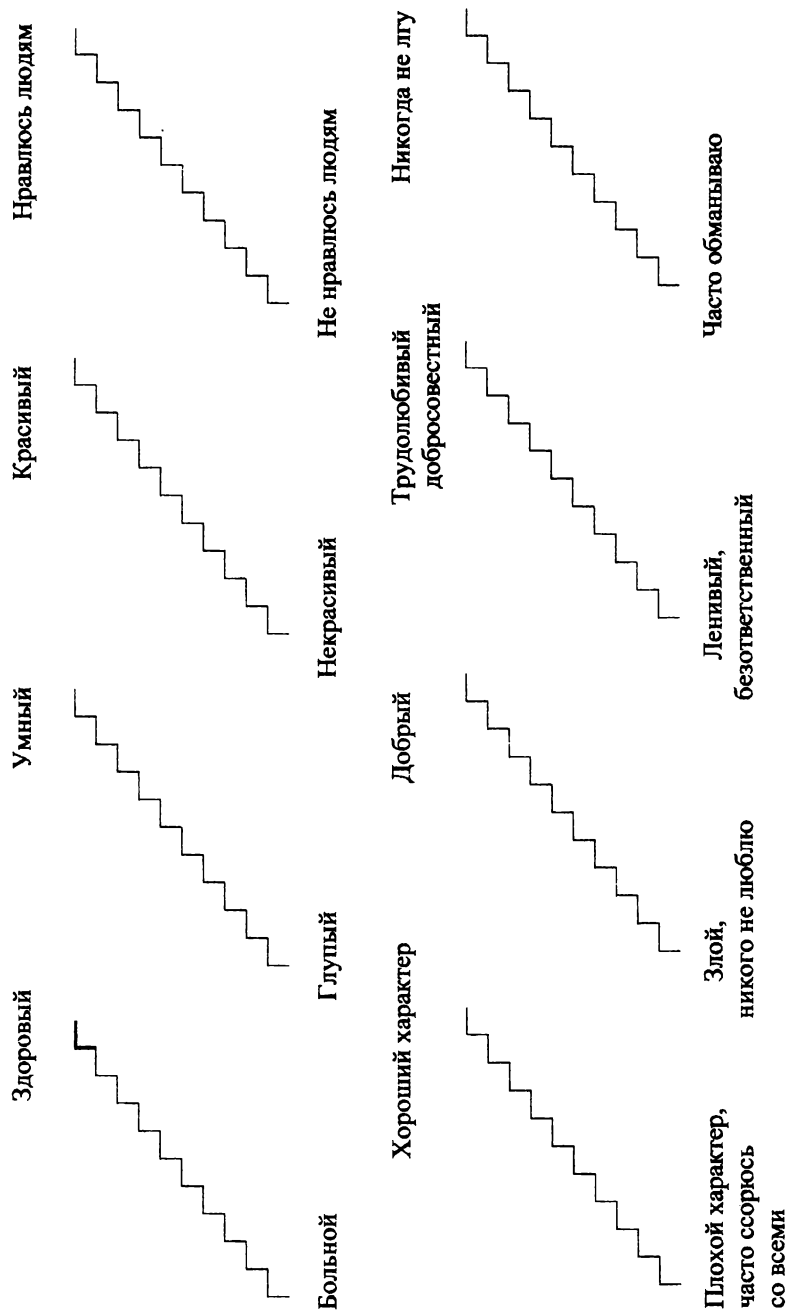 Здоровый
Умный
Красивый
Нравлюсь людям
Больной
Глупый
Некрасивый
Не нравлюсь людям
Хороший характер
Добрый
Трудолюбивый
добросовестный
Никогда не лгу
Плохой характер,
часто ссорюсь
со всеми
Злой,
никого не люблю
Ленивый,
безответственный
Часто обманываю